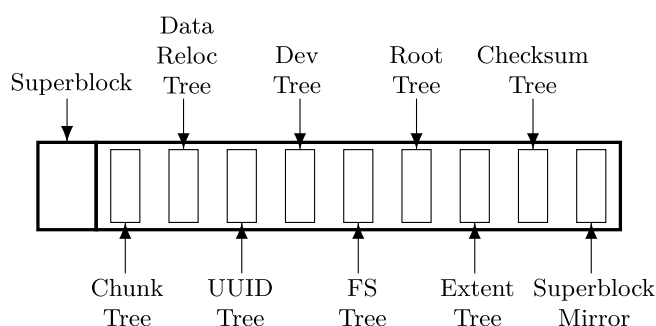 Superblock
Data
Reloc
Tree
Dev
Tree
Root
Tree
Checksum
Tree
Chunk
Tree
UUID
Tree
FS
Tree
Extent
Tree
Superblock
Mirror